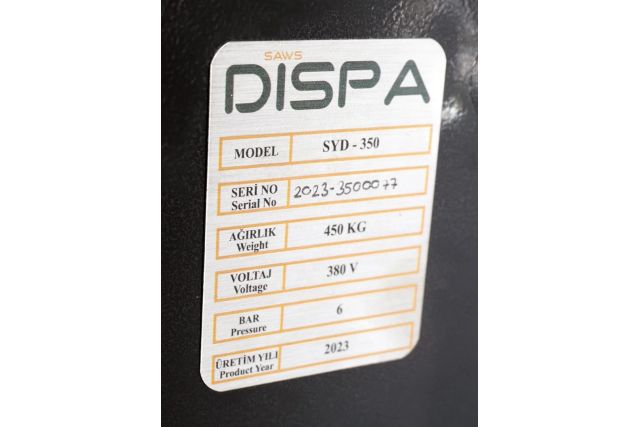 SAWS
DISPA
MODEL SYD - 350
SERİ NO
Serial No 2023-3500077
AĞIRLIK
Weight 450 KG
VOLTAJ
Voltage 380 V
BAR
Pressure 6
ÜRETİM YILI
Product Year 2023